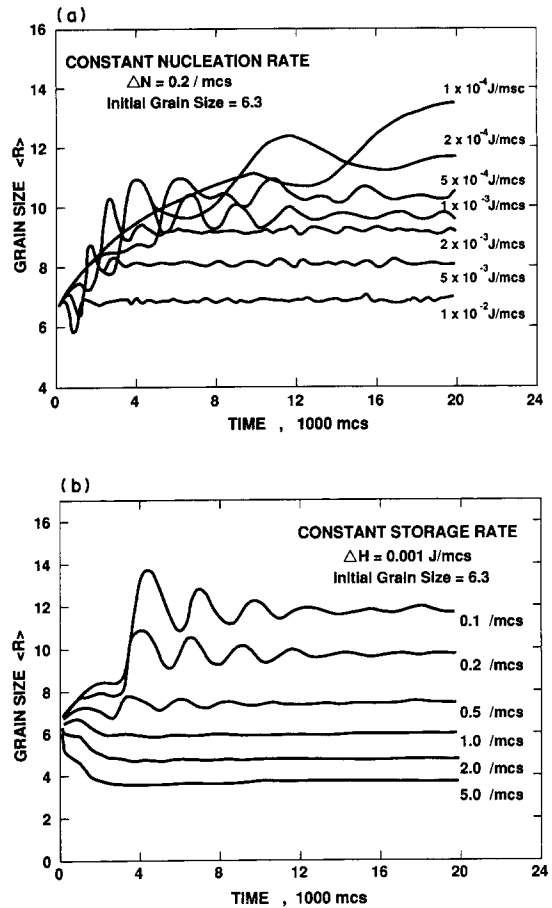 (a)
16
14
12
10
8
6
4
GRAIN SIZE <R>
CONSTANT NUCLEATION RATE
ΔN = 0.2 / mcs
Initial Grain Size = 6.3
1 x 10⁻⁴J/msc
2 x 10⁻⁴J/mcs
5 x 10⁻⁴J/mcs
1 x 10⁻³J/mcs
2 x 10⁻³J/mcs
5 x 10⁻³J/mcs
1 x 10⁻²J/mcs
0 4 8 12 16 20 24
TIME , 1000 mcs
(b)
16
14
12
10
8
6
4
2
0
GRAIN SIZE <R>
CONSTANT STORAGE RATE
ΔH = 0.001 J/mcs
Initial Grain Size = 6.3
0.1 /mcs
0.2 /mcs
0.5 /mcs
1.0 /mcs
2.0 /mcs
5.0 /mcs
0 4 8 12 16 20 24
TIME , 1000 mcs